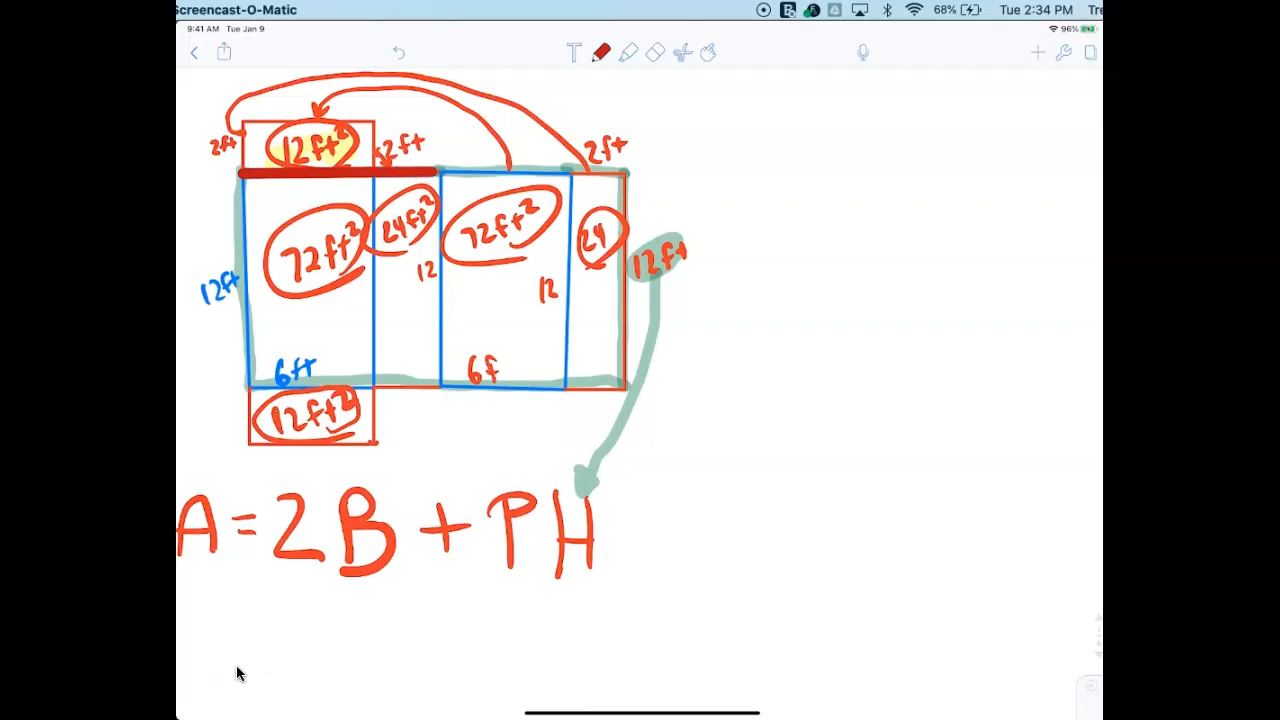 Screencast-O-Matic 68% Tue 2:34 PM Tre
9:41 AM Tue Jan 9 96%
T
2ft 12ft² 2ft 2ft
72ft² 24ft² 72ft² 24 12ft
12ft 12 12
6ft 6f
12ft²
A=2B+PH